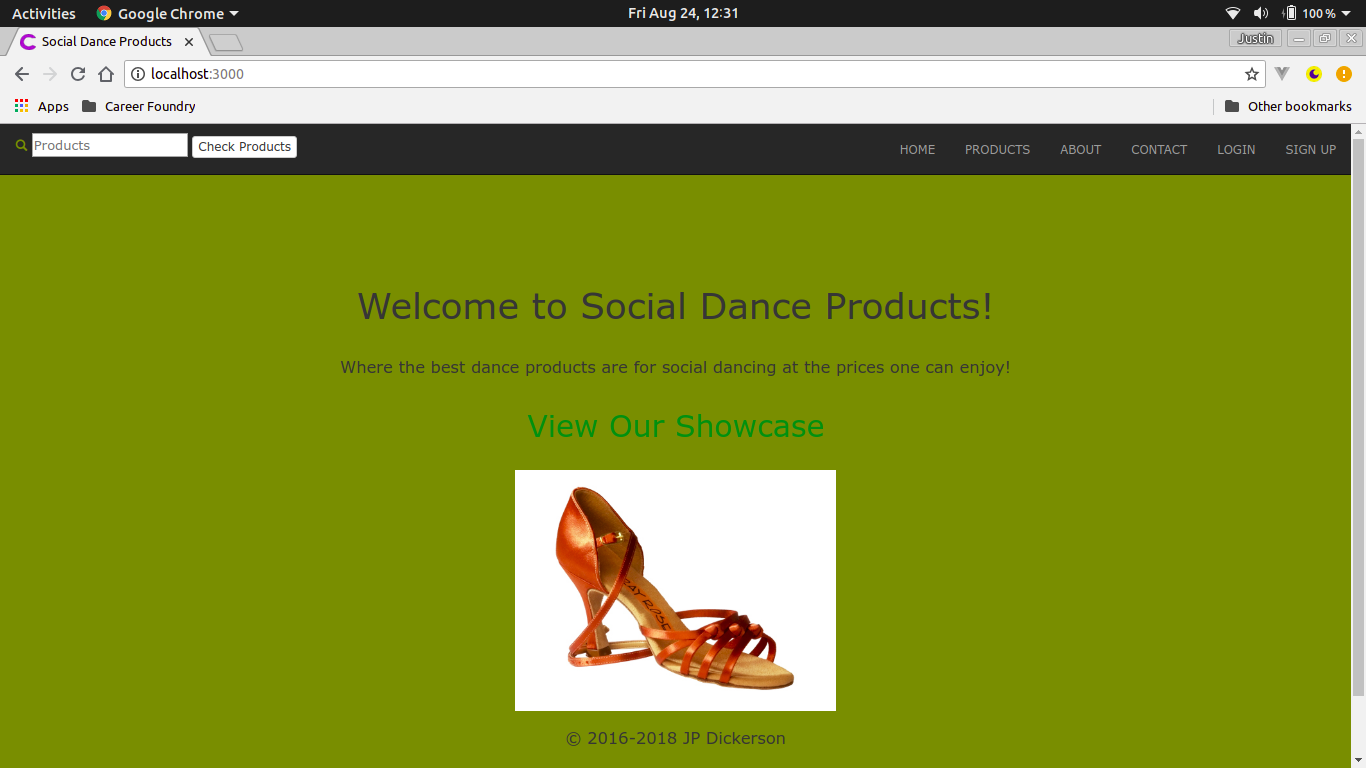 Activities Google Chrome Fri Aug 24, 12:31 100 %
Social Dance Products Justin
localhost:3000
Apps Career Foundry Other bookmarks
Products Check Products HOME PRODUCTS ABOUT CONTACT LOGIN SIGN UP
Welcome to Social Dance Products!
Where the best dance products are for social dancing at the prices one can enjoy!
View Our Showcase
RAY ROSE
© 2016-2018 JP Dickerson